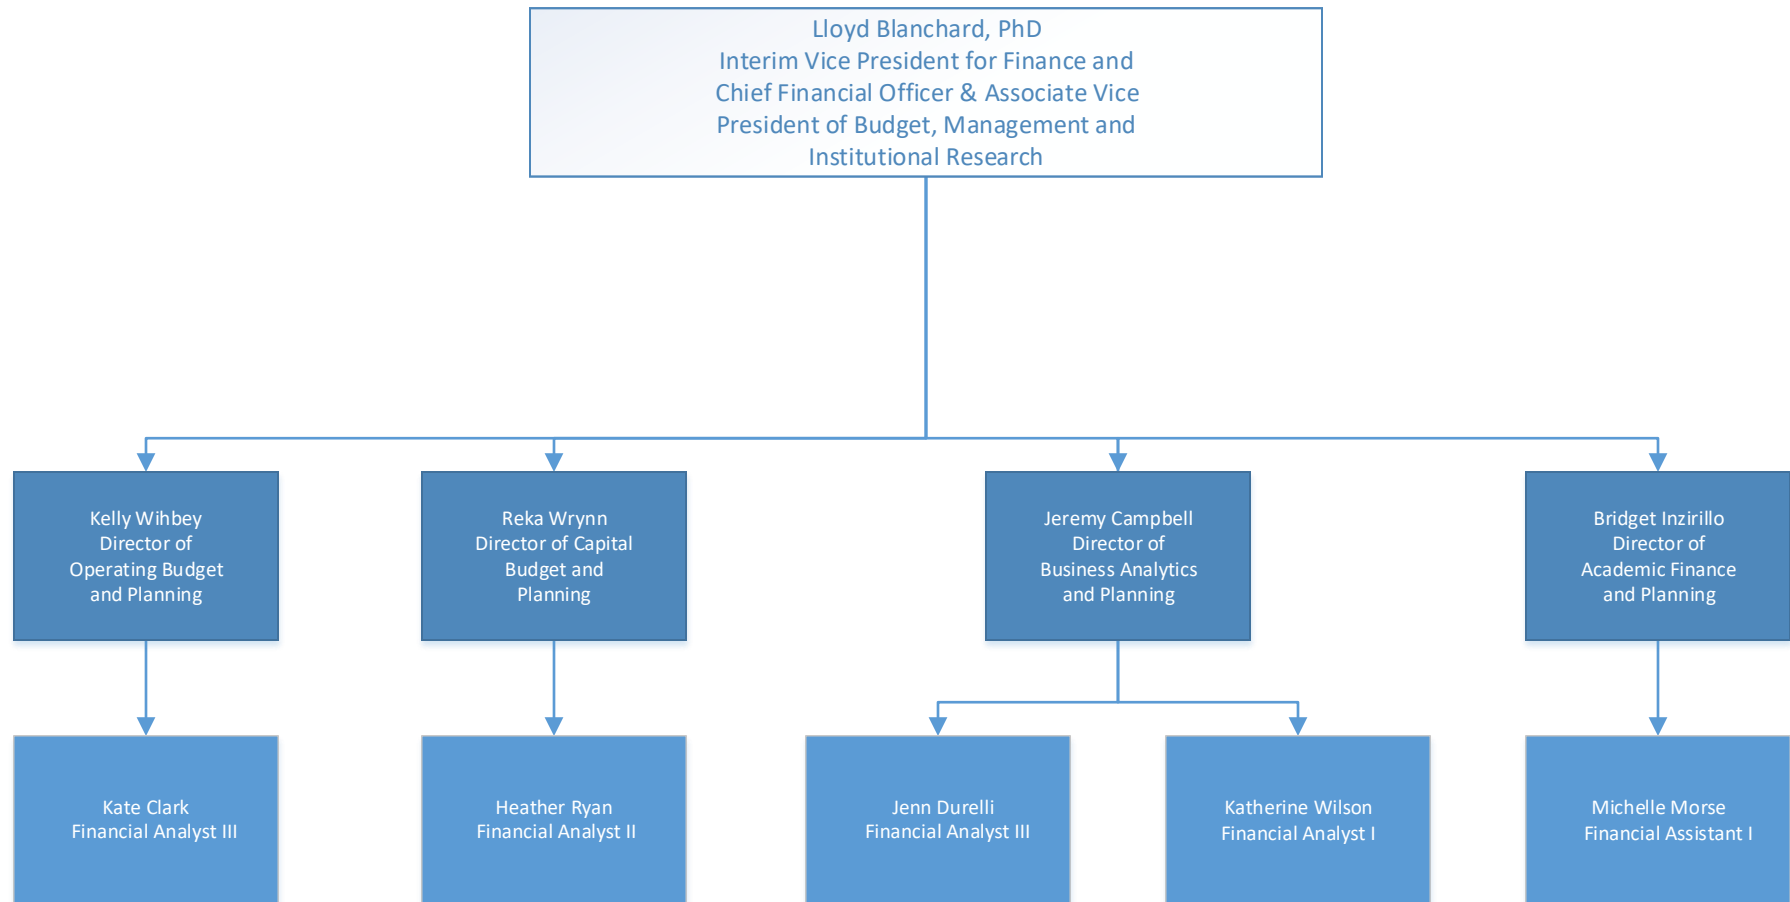 Lloyd Blanchard, PhD
Interim Vice President for Finance and
Chief Financial Officer & Associate Vice
President of Budget, Management and
Institutional Research
Kelly Wihbey
Director of
Operating Budget
and Planning
Reka Wrynn
Director of Capital
Budget and
Planning
Jeremy Campbell
Director of
Business Analytics
and Planning
Bridget Inzirillo
Director of
Academic Finance
and Planning
Kate Clark
Financial Analyst III
Heather Ryan
Financial Analyst II
Jenn Durelli
Financial Analyst III
Katherine Wilson
Financial Analyst I
Michelle Morse
Financial Assistant I